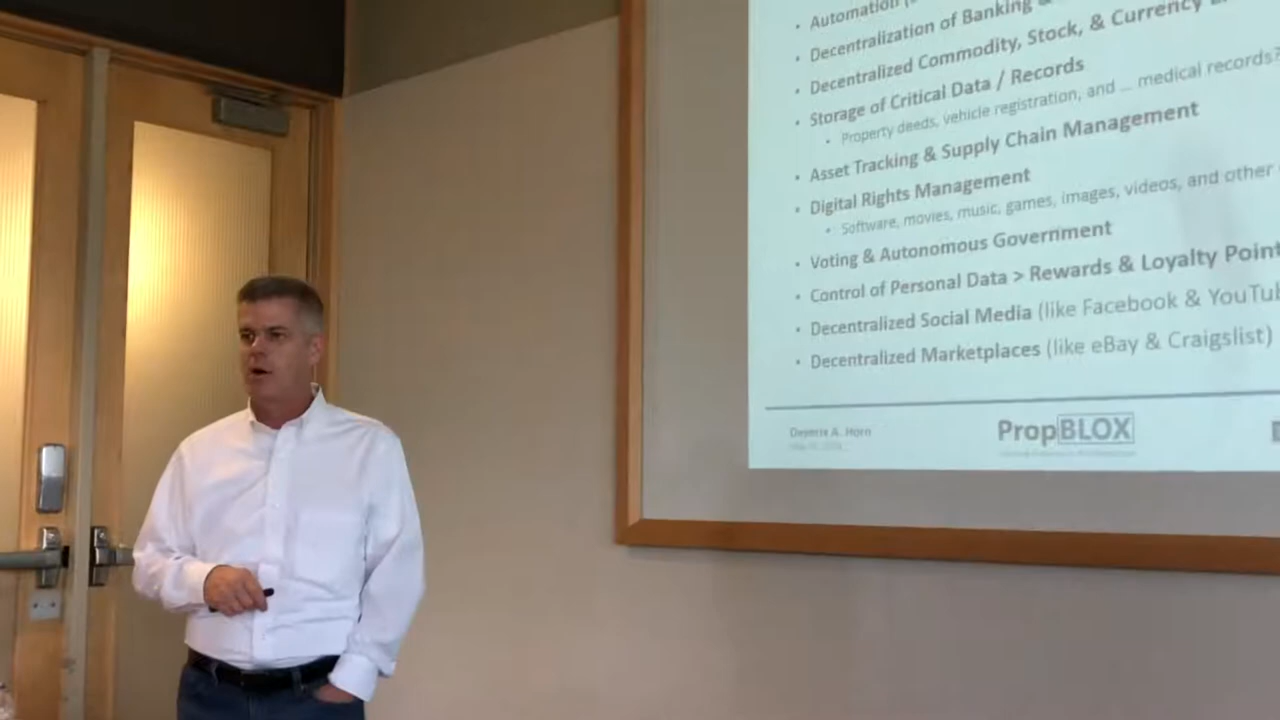 • Automation
• Decentralization of Banking &
• Decentralized Commodity, Stock, & Currency
• Storage of Critical Data / Records
• Property deeds, vehicle registration, and ... medical records?
• Asset Tracking & Supply Chain Management
• Digital Rights Management
• Software, movies, music, games, images, videos, and other
• Voting & Autonomous Government
• Control of Personal Data > Rewards & Loyalty Point
• Decentralized Social Media (like Facebook & YouTub
• Decentralized Marketplaces (like eBay & Craigslist)
A. Horn
PropBLOX